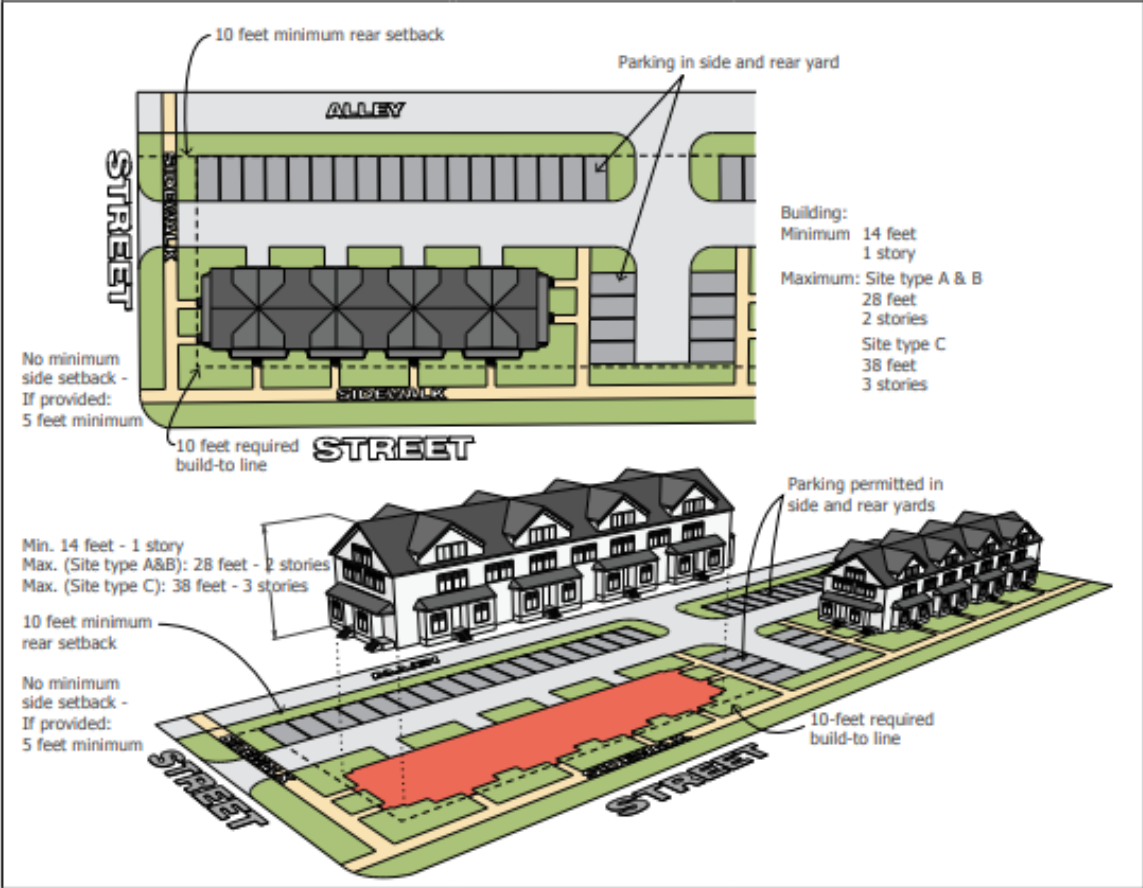 10 feet minimum rear setback
Parking in side and rear yard
ALLEY
STREET
SIDEWALK
Building:
Minimum 14 feet
1 story
Maximum: Site type A & B
28 feet
2 stories
Site type C
38 feet
3 stories
No minimum
side setback -
If provided:
5 feet minimum
SIDEWALK
10 feet required
build-to line
STREET
Parking permitted in
side and rear yards
Min. 14 feet - 1 story
Max. (Site type A&B): 28 feet - 2 stories
Max. (Site type C): 38 feet - 3 stories
10 feet minimum
rear setback
ALLEY
No minimum
side setback -
If provided:
5 feet minimum
10-feet required
build-to line
SIDEWALK
SIDEWALK
STREET
STREET